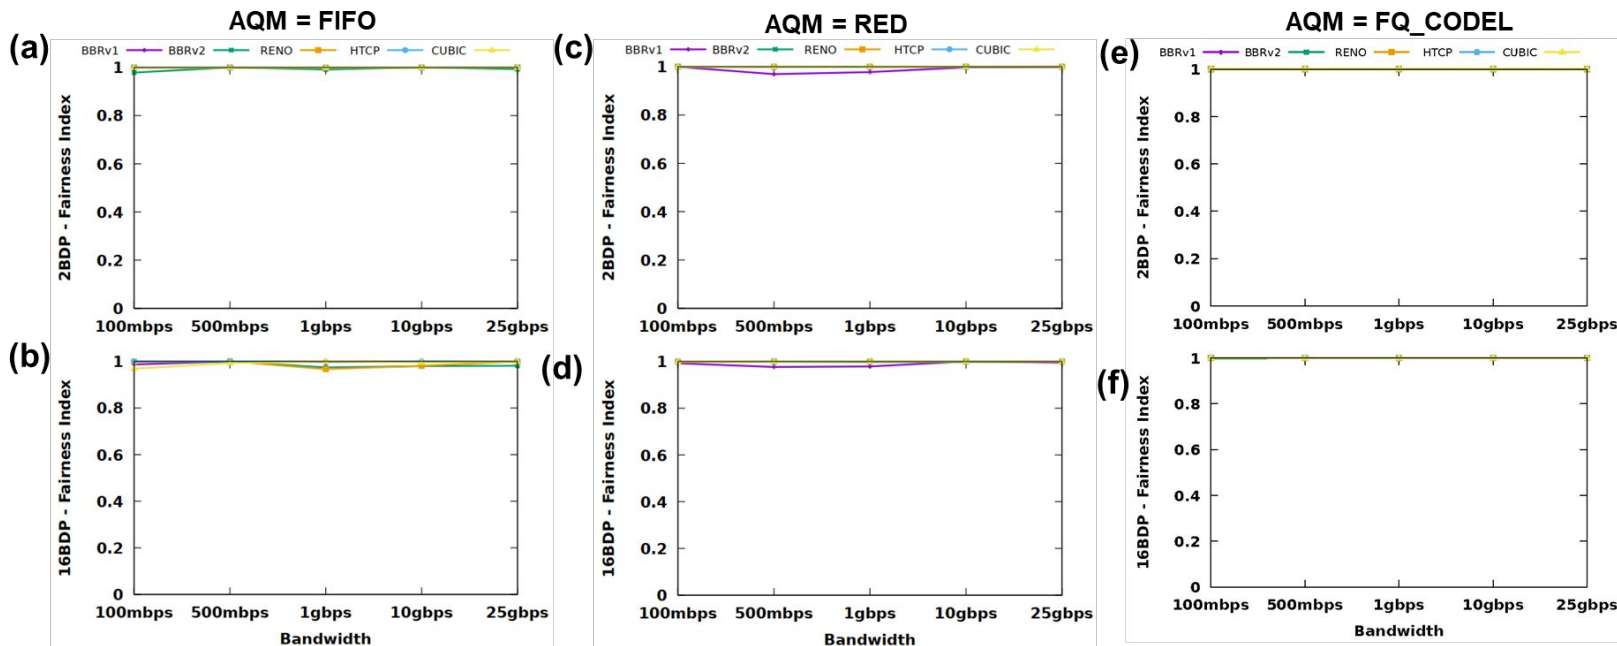 AQM = FIFO
(a)
BBRv1 BBRv2 RENO HTCP CUBIC
2BDP - Fairness Index
1
0.8
0.6
0.4
0.2
0
100mbps 500mbps 1gbps 10gbps 25gbps
(b)
16BDP - Fairness Index
1
0.8
0.6
0.4
0.2
0
100mbps 500mbps 1gbps 10gbps 25gbps
Bandwidth
AQM = RED
(c)
BBRv1 BBRv2 RENO HTCP CUBIC
2BDP - Fairness Index
1
0.8
0.6
0.4
0.2
0
100mbps 500mbps 1gbps 10gbps 25gbps
(d)
16BDP - Fairness Index
1
0.8
0.6
0.4
0.2
0
100mbps 500mbps 1gbps 10gbps 25gbps
Bandwidth
AQM = FQ_CODEL
(e)
BBRv1 BBRv2 RENO HTCP CUBIC
2BDP - Fairness Index
1
0.8
0.6
0.4
0.2
0
100mbps 500mbps 1gbps 10gbps 25gbps
(f)
16BDP - Fairness Index
1
0.8
0.6
0.4
0.2
0
100mbps 500mbps 1gbps 10gbps 25gbps
Bandwidth